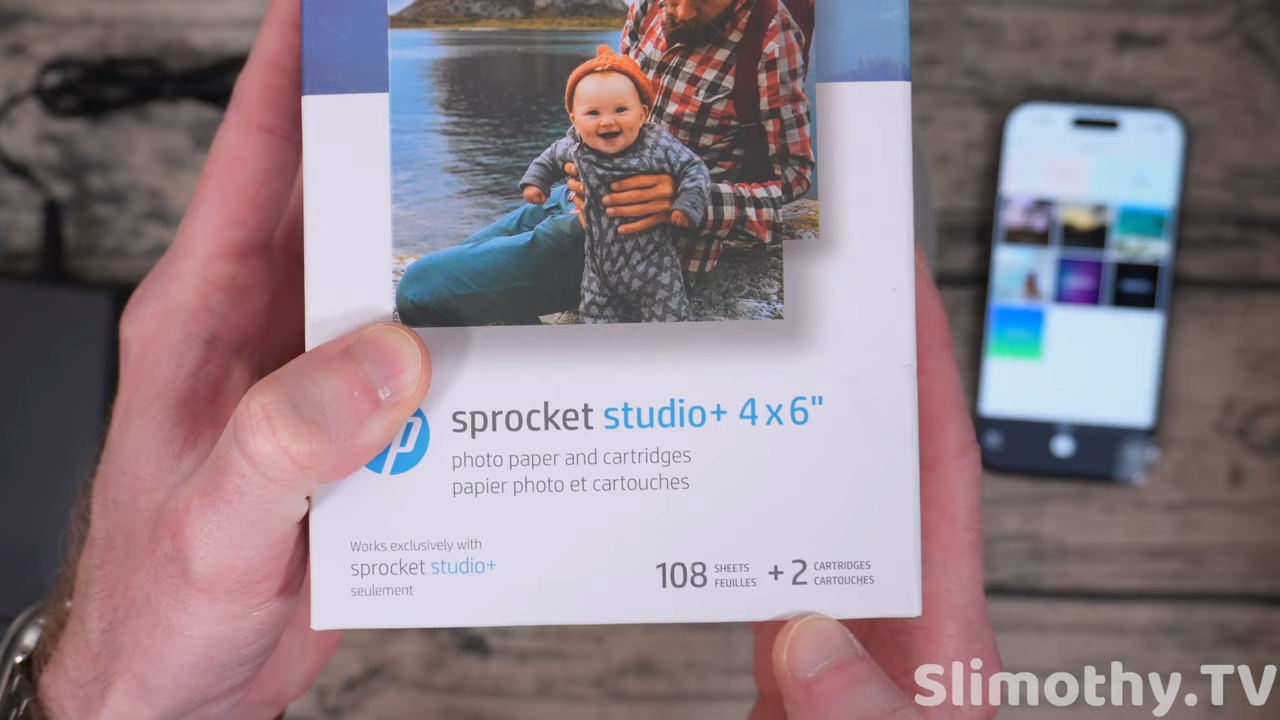 hp
sprocket studio+ 4x6"
photo paper and cartridges
papier photo et cartouches
Works exclusively with
sprocket studio+
seulement
108 SHEETS FEUILLES + 2 CARTRIDGES CARTOUCHES
Slimothy.TV